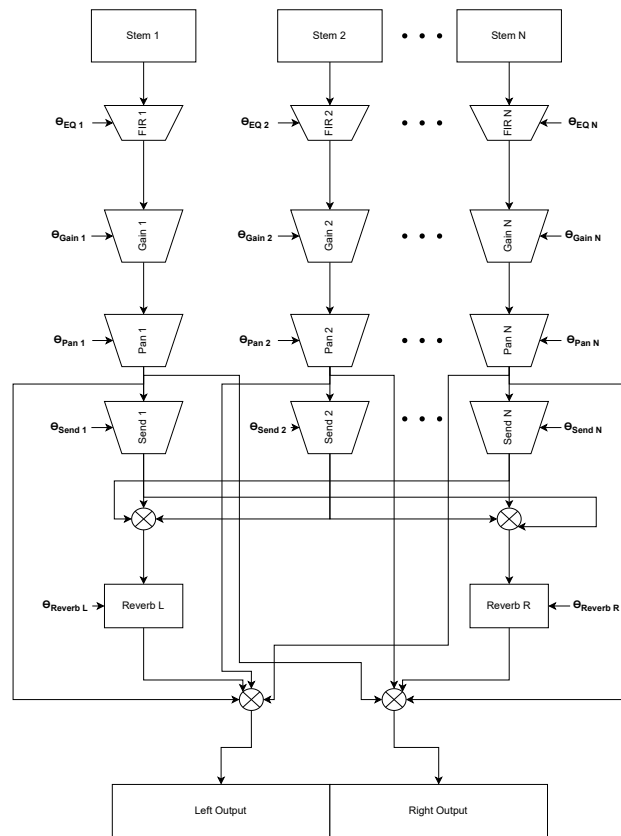 Stem 1
Stem 2
Stem N
ϴEQ 1
FIR 1
ϴEQ 2
FIR 2
FIR N
ϴEQ N
ϴGain 1
Gain 1
ϴGain 2
Gain 2
Gain N
ϴGain N
ϴPan 1
Pan 1
ϴPan 2
Pan 2
Pan N
ϴPan N
ϴSend 1
Send 1
ϴSend 2
Send 2
Send N
ϴSend N
ϴReverb L
Reverb L
Reverb R
ϴReverb R
Left Output
Right Output